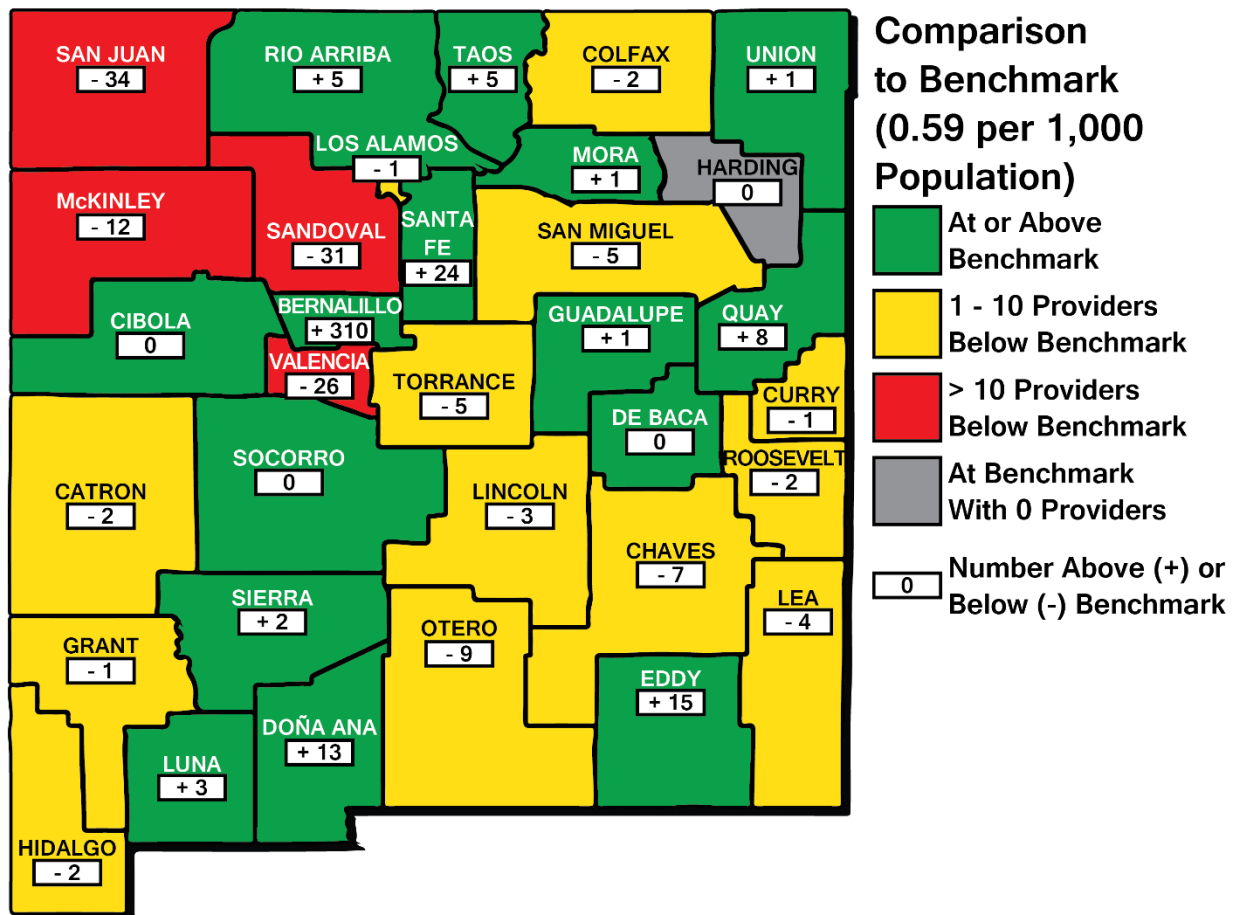 SAN JUAN
- 34
RIO ARRIBA
+ 5
TAOS
+ 5
COLFAX
- 2
UNION
+ 1
LOS ALAMOS
- 1
MORA
+ 1
HARDING
0
McKINLEY
- 12
SANDOVAL
- 31
SANTA
FE
+ 24
SAN MIGUEL
- 5
CIBOLA
0
BERNALILLO
+ 310
GUADALUPE
+ 1
QUAY
+ 8
VALENCIA
- 26
TORRANCE
- 5
CURRY
- 1
DE BACA
0
ROOSEVELT
- 2
SOCORRO
0
CATRON
- 2
LINCOLN
- 3
CHAVES
- 7
LEA
- 4
SIERRA
+ 2
OTERO
- 9
GRANT
- 1
EDDY
+ 15
DOÑA ANA
+ 13
LUNA
+ 3
HIDALGO
- 2
Comparison
to Benchmark
(0.59 per 1,000
Population)
At or Above
Benchmark
1 - 10 Providers
Below Benchmark
> 10 Providers
Below Benchmark
At Benchmark
With 0 Providers
0
Number Above (+) or
Below (-) Benchmark